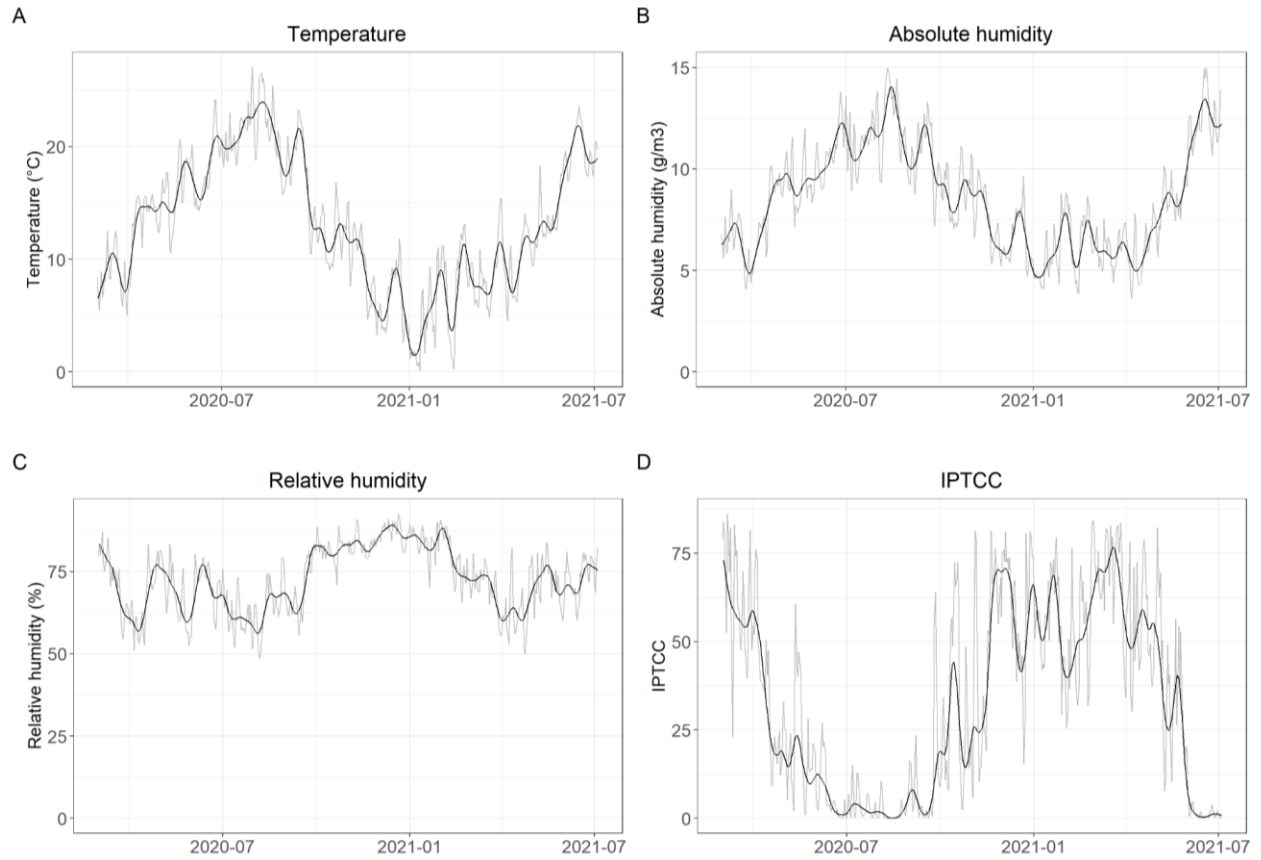 A
Temperature
Temperature (°C)
20
10
0
2020-07
2021-01
2021-07
B
Absolute humidity
Absolute humidity (g/m3)
15
10
5
0
2020-07
2021-01
2021-07
C
Relative humidity
Relative humidity (%)
75
50
25
0
2020-07
2021-01
2021-07
D
IPTCC
IPTCC
75
50
25
0
2020-07
2021-01
2021-07